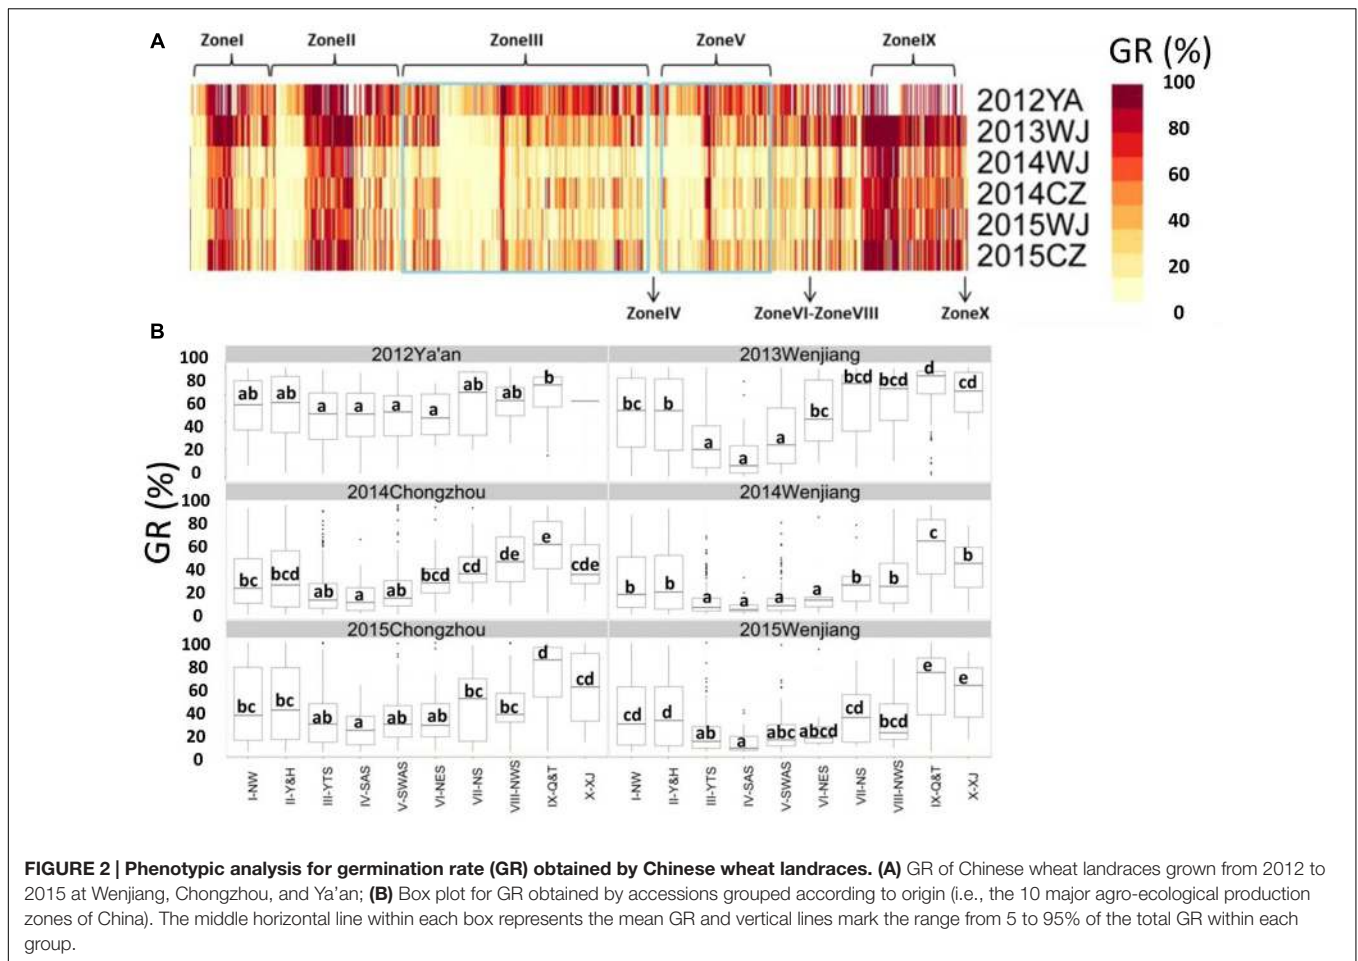 A
ZoneI ZoneII ZoneIII ZoneV ZoneIX
GR (%)
2012YA
2013WJ
2014WJ
2014CZ
2015WJ
2015CZ
100
80
60
40
20
0
ZoneIV ZoneVI-ZoneVIII ZoneX
B
GR (%)
2012Ya'an 2013Wenjiang
100
80
60
40
20
0
ab ab a a a a ab ab b
bc b a a a bc bcd bcd d cd
2014Chongzhou 2014Wenjiang
100
80
60
40
20
0
bc bcd ab a ab bcd cd de e cde
b b a a a a b b c b
2015Chongzhou 2015Wenjiang
100
80
60
40
20
0
bc bc ab a ab ab bc bc d cd
cd d ab a abc abcd cd bcd e e
I-NW II-Y&H III-YTS IV-SAS V-SWAS VI-NES VII-NS VIII-NWS IX-Q&T X-XJ
I-NW II-Y&H III-YTS IV-SAS V-SWAS VI-NES VII-NS VIII-NWS IX-Q&T X-XJ
FIGURE 2 | Phenotypic analysis for germination rate (GR) obtained by Chinese wheat landraces. (A) GR of Chinese wheat landraces grown from 2012 to
2015 at Wenjiang, Chongzhou, and Ya'an; (B) Box plot for GR obtained by accessions grouped according to origin (i.e., the 10 major agro-ecological production
zones of China). The middle horizontal line within each box represents the mean GR and vertical lines mark the range from 5 to 95% of the total GR within each
group.